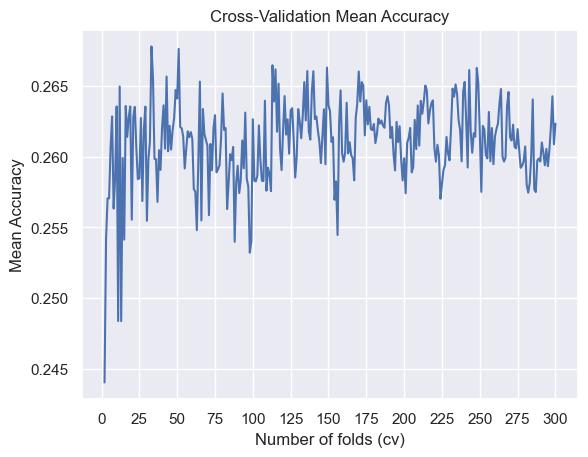 Cross-Validation Mean Accuracy
Mean Accuracy
0.265
0.260
0.255
0.250
0.245
0 25 50 75 100 125 150 175 200 225 250 275 300
Number of folds (cv)